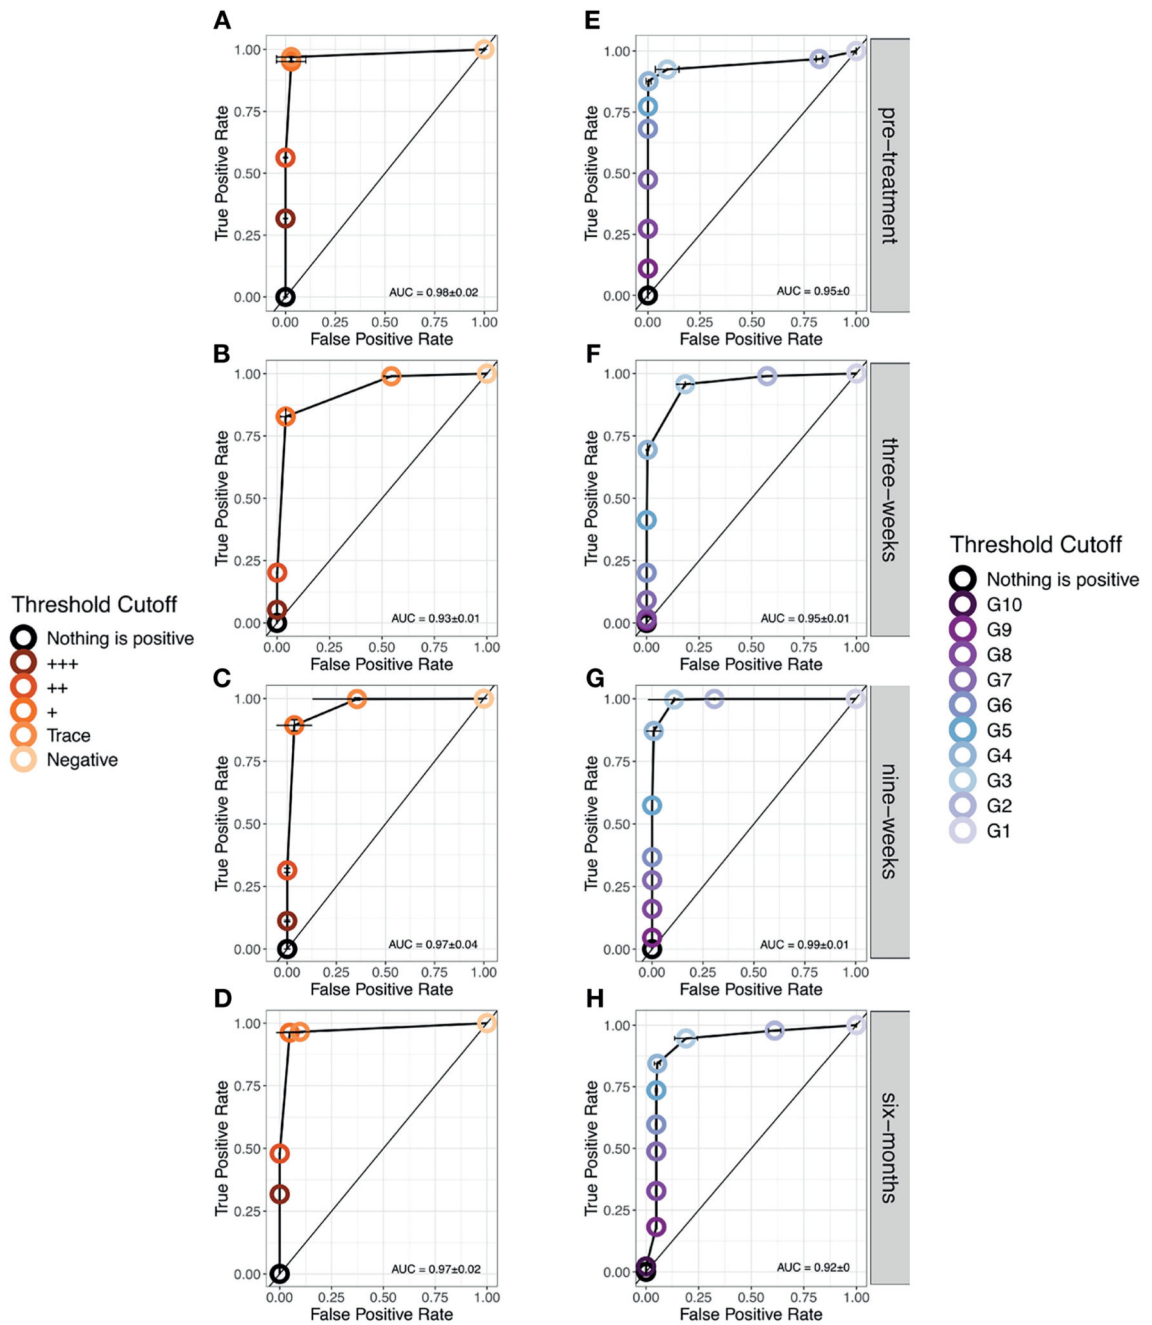 A
True Positive Rate
1.00
0.75
0.50
0.25
0.00
AUC = 0.98±0.02
0.00 0.25 0.50 0.75 1.00
False Positive Rate
E
True Positive Rate
1.00
0.75
0.50
0.25
0.00
AUC = 0.95±0
0.00 0.25 0.50 0.75 1.00
False Positive Rate
pre-treatment
B
True Positive Rate
1.00
0.75
0.50
0.25
0.00
AUC = 0.93±0.01
0.00 0.25 0.50 0.75 1.00
False Positive Rate
F
True Positive Rate
1.00
0.75
0.50
0.25
0.00
AUC = 0.95±0.01
0.00 0.25 0.50 0.75 1.00
False Positive Rate
three-weeks
C
True Positive Rate
1.00
0.75
0.50
0.25
0.00
AUC = 0.97±0.04
0.00 0.25 0.50 0.75 1.00
False Positive Rate
G
True Positive Rate
1.00
0.75
0.50
0.25
0.00
AUC = 0.99±0.01
0.00 0.25 0.50 0.75 1.00
False Positive Rate
nine-weeks
D
True Positive Rate
1.00
0.75
0.50
0.25
0.00
AUC = 0.97±0.02
0.00 0.25 0.50 0.75 1.00
False Positive Rate
H
True Positive Rate
1.00
0.75
0.50
0.25
0.00
AUC = 0.92±0
0.00 0.25 0.50 0.75 1.00
False Positive Rate
six-months
Threshold Cutoff
Nothing is positive
+++
++
+
Trace
Negative
Threshold Cutoff
Nothing is positive
G10
G9
G8
G7
G6
G5
G4
G3
G2
G1